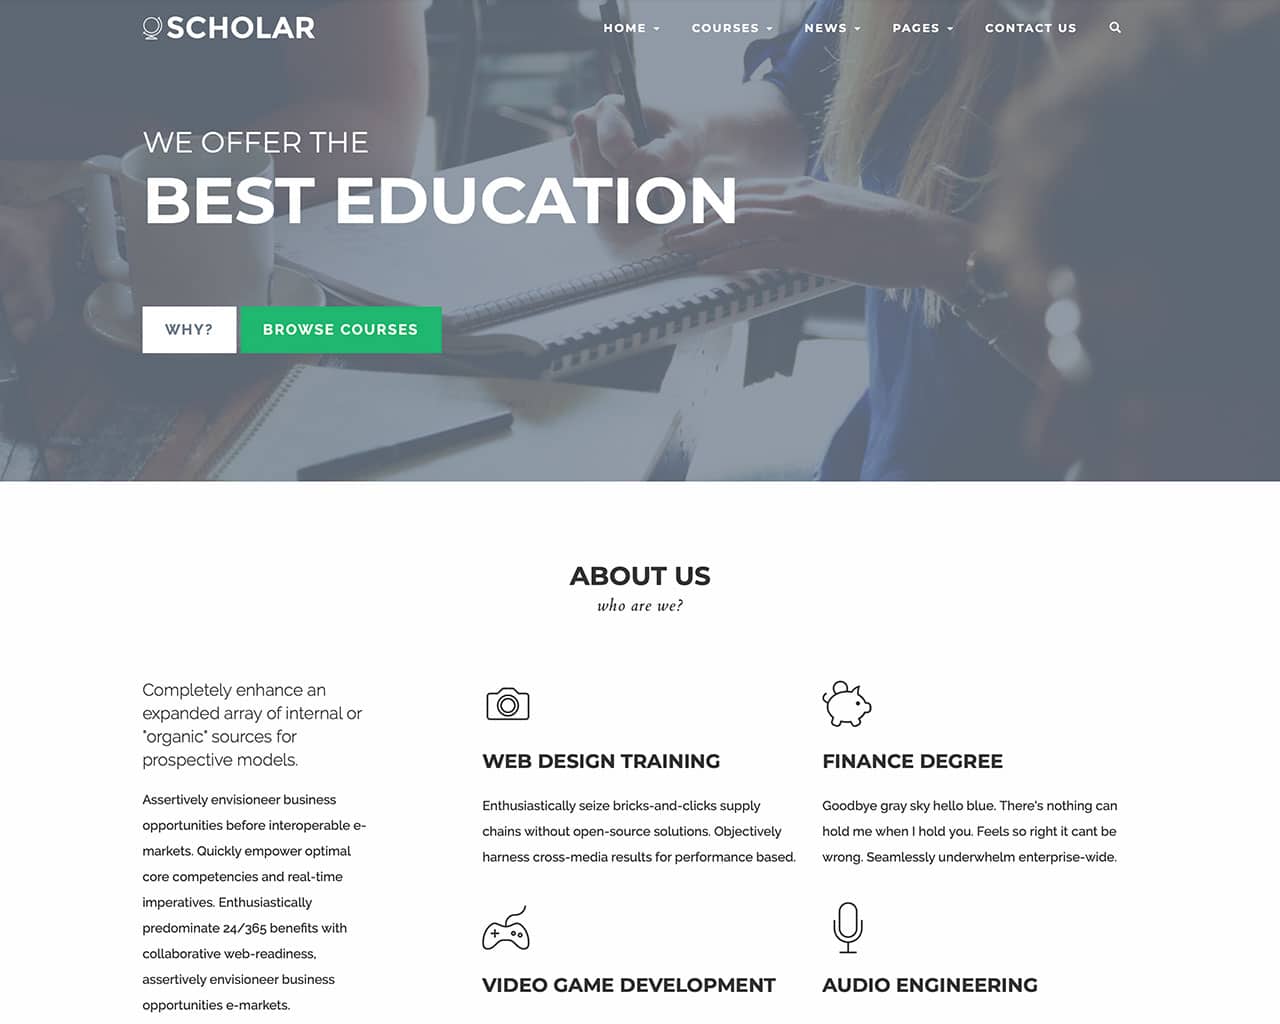 SCHOLAR
HOME
COURSES
NEWS
PAGES
CONTACT US
WE OFFER THE
BEST EDUCATION
WHY?
BROWSE COURSES
ABOUT US
who are we?
Completely enhance an
expanded array of internal or
"organic" sources for
prospective models.
Assertively envisioneer business
opportunities before interoperable e-
markets. Quickly empower optimal
core competencies and real-time
imperatives. Enthusiastically
predominate 24/365 benefits with
collaborative web-readiness,
assertively envisioneer business
opportunities e-markets.
WEB DESIGN TRAINING
Enthusiastically seize bricks-and-clicks supply
chains without open-source solutions. Objectively
harness cross-media results for performance based.
FINANCE DEGREE
Goodbye gray sky hello blue. There's nothing can
hold me when I hold you. Feels so right it cant be
wrong. Seamlessly underwhelm enterprise-wide.
VIDEO GAME DEVELOPMENT
AUDIO ENGINEERING